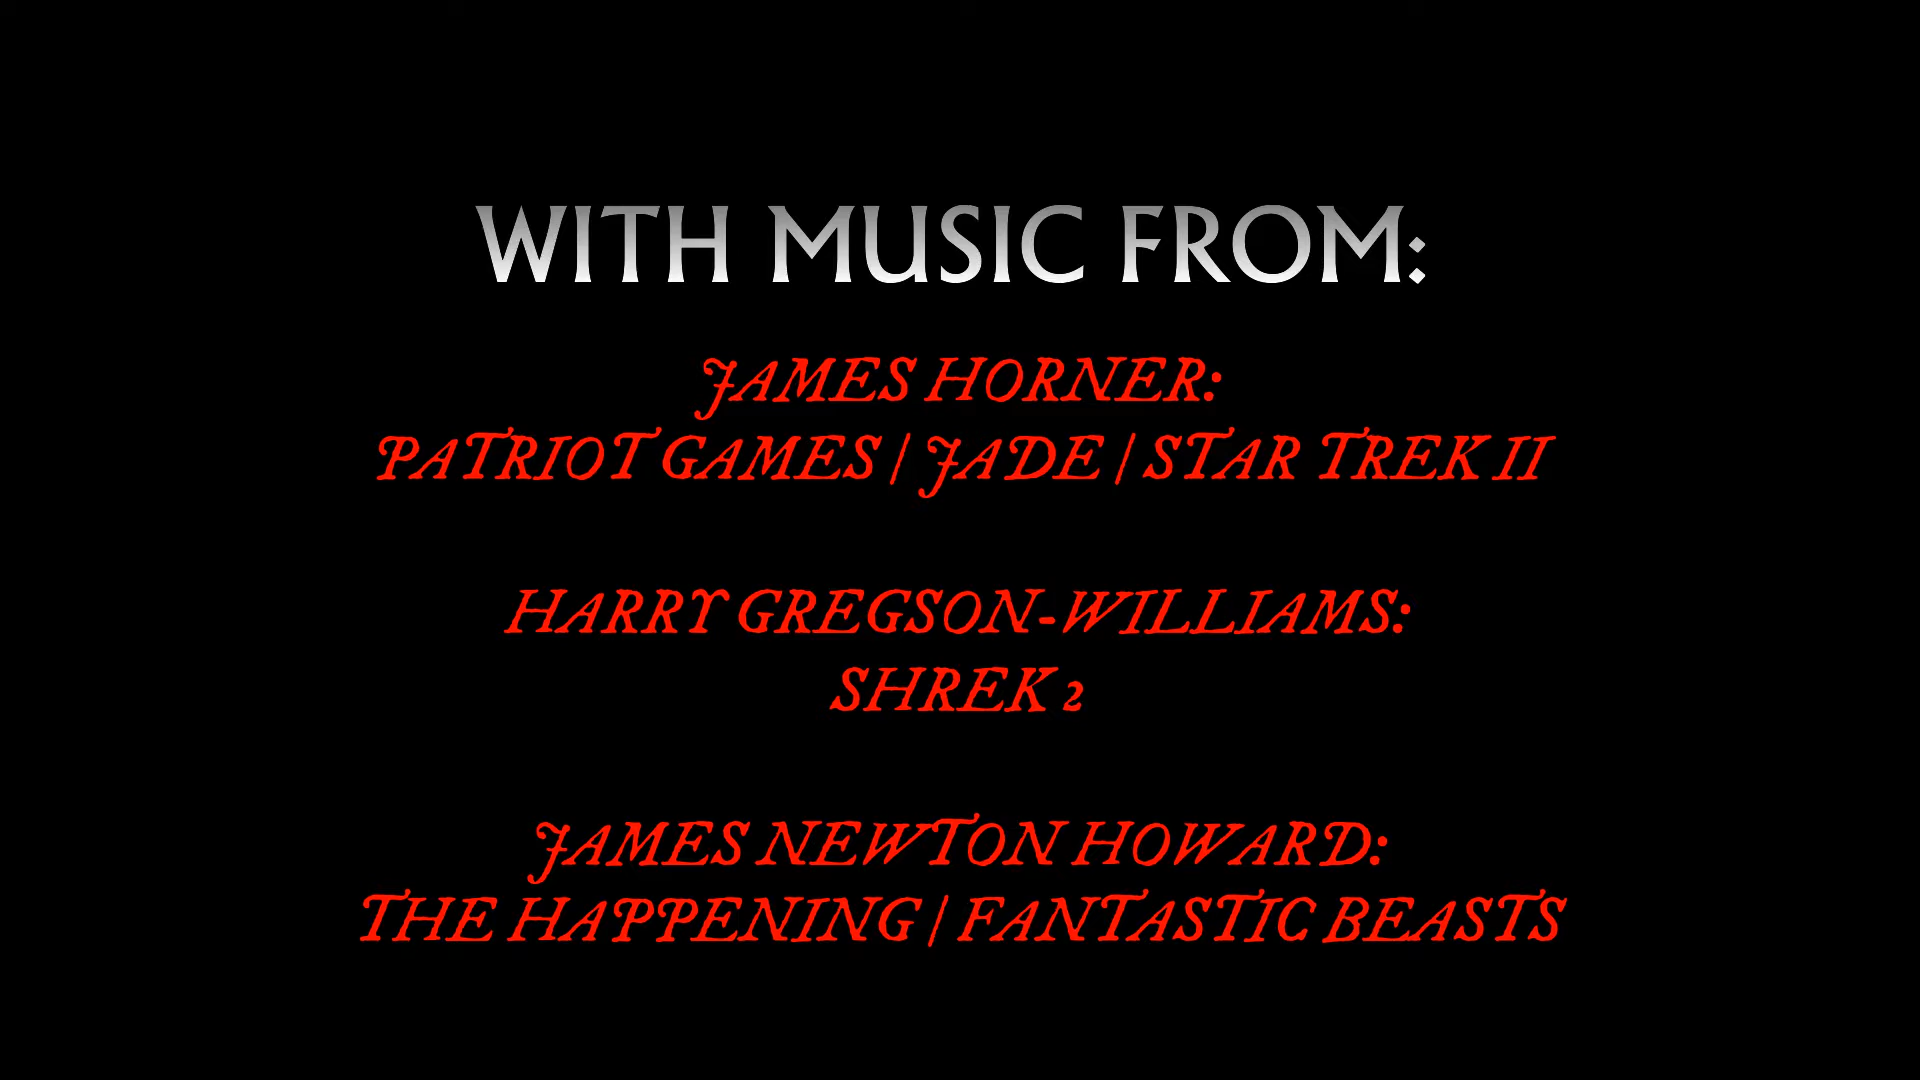 WITH MUSIC FROM:
JAMES HORNER:
PATRIOT GAMES / JADE / STAR TREK II
HARRY GREGSON-WILLIAMS:
SHREK 2
JAMES NEWTON HOWARD:
THE HAPPENING / FANTASTIC BEASTS